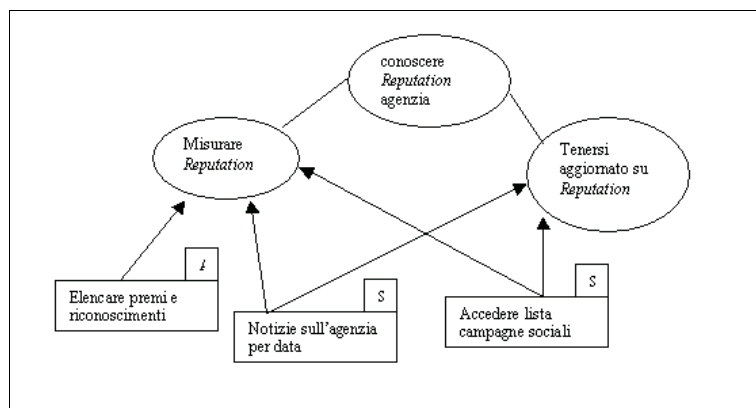 conoscere
Reputation
agenzia
Misurare
Reputation
Tenersi
aggiornato su
Reputation
A
Elencare premi e
riconoscimenti
S
Notizie sull'agenzia
per data
S
Accedere lista
campagne sociali